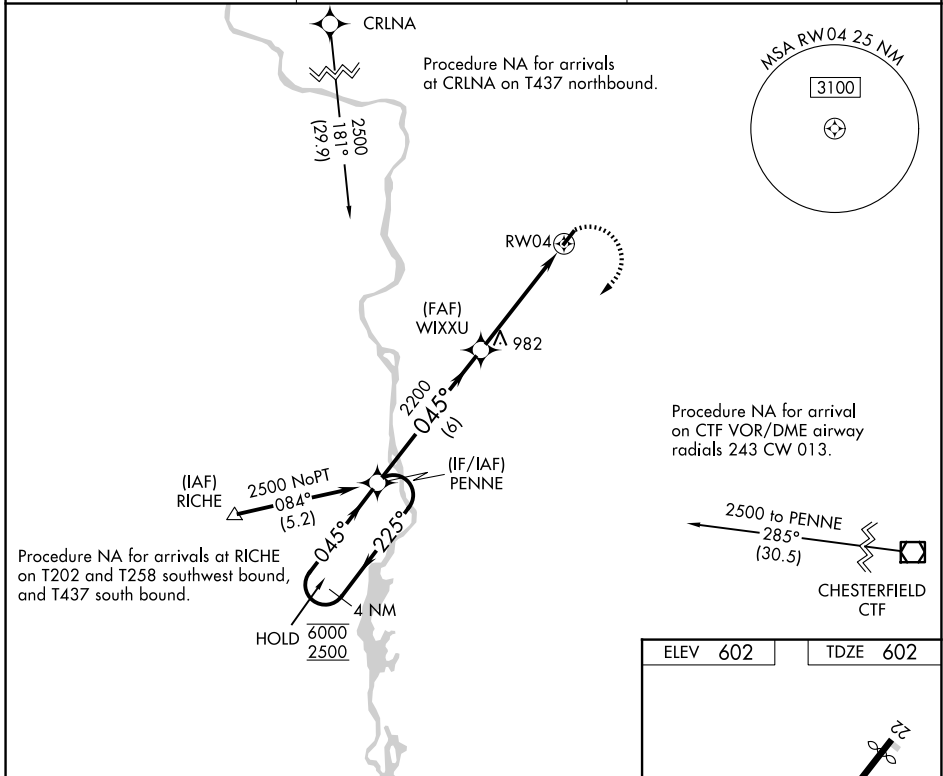 CRLNA
Procedure NA for arrivals
at CRLNA on T437 northbound.
MSA RW04 25 NM
3100
2500
181°
(29.9)
RW04
(FAF)
WIXXU
982
2200
045°
(6)
Procedure NA for arrival
on CTF VOR/DME airway
radials 243 CW 013.
(IAF)
RICHE
2500 NoPT
084°
(5.2)
(IF/IAF)
PENNE
2500 to PENNE
285°
(30.5)
CHESTERFIELD
CTF
045°
225°
Procedure NA for arrivals at RICHE
on T202 and T258 southwest bound,
and T437 south bound.
4 NM
HOLD
6000
2500
ELEV 602
TDZE 602
22